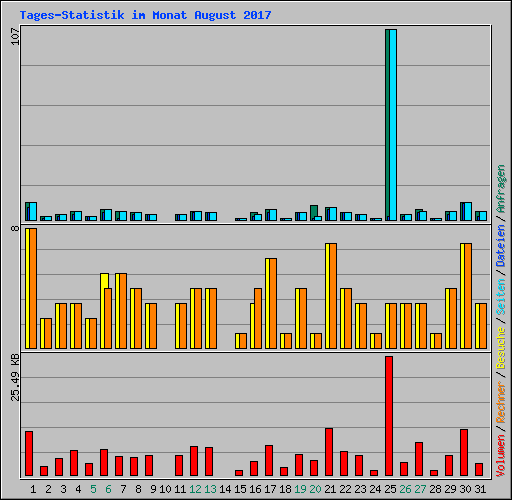 Tages-Statistik im Monat August 2017
107
8
25.49 KB
Volumen / Rechner / Besuche / Seiten / Dateien / Anfragen
1 2 3 4 5 6 7 8 9 10 11 12 13 14 15 16 17 18 19 20 21 22 23 24 25 26 27 28 29 30 31